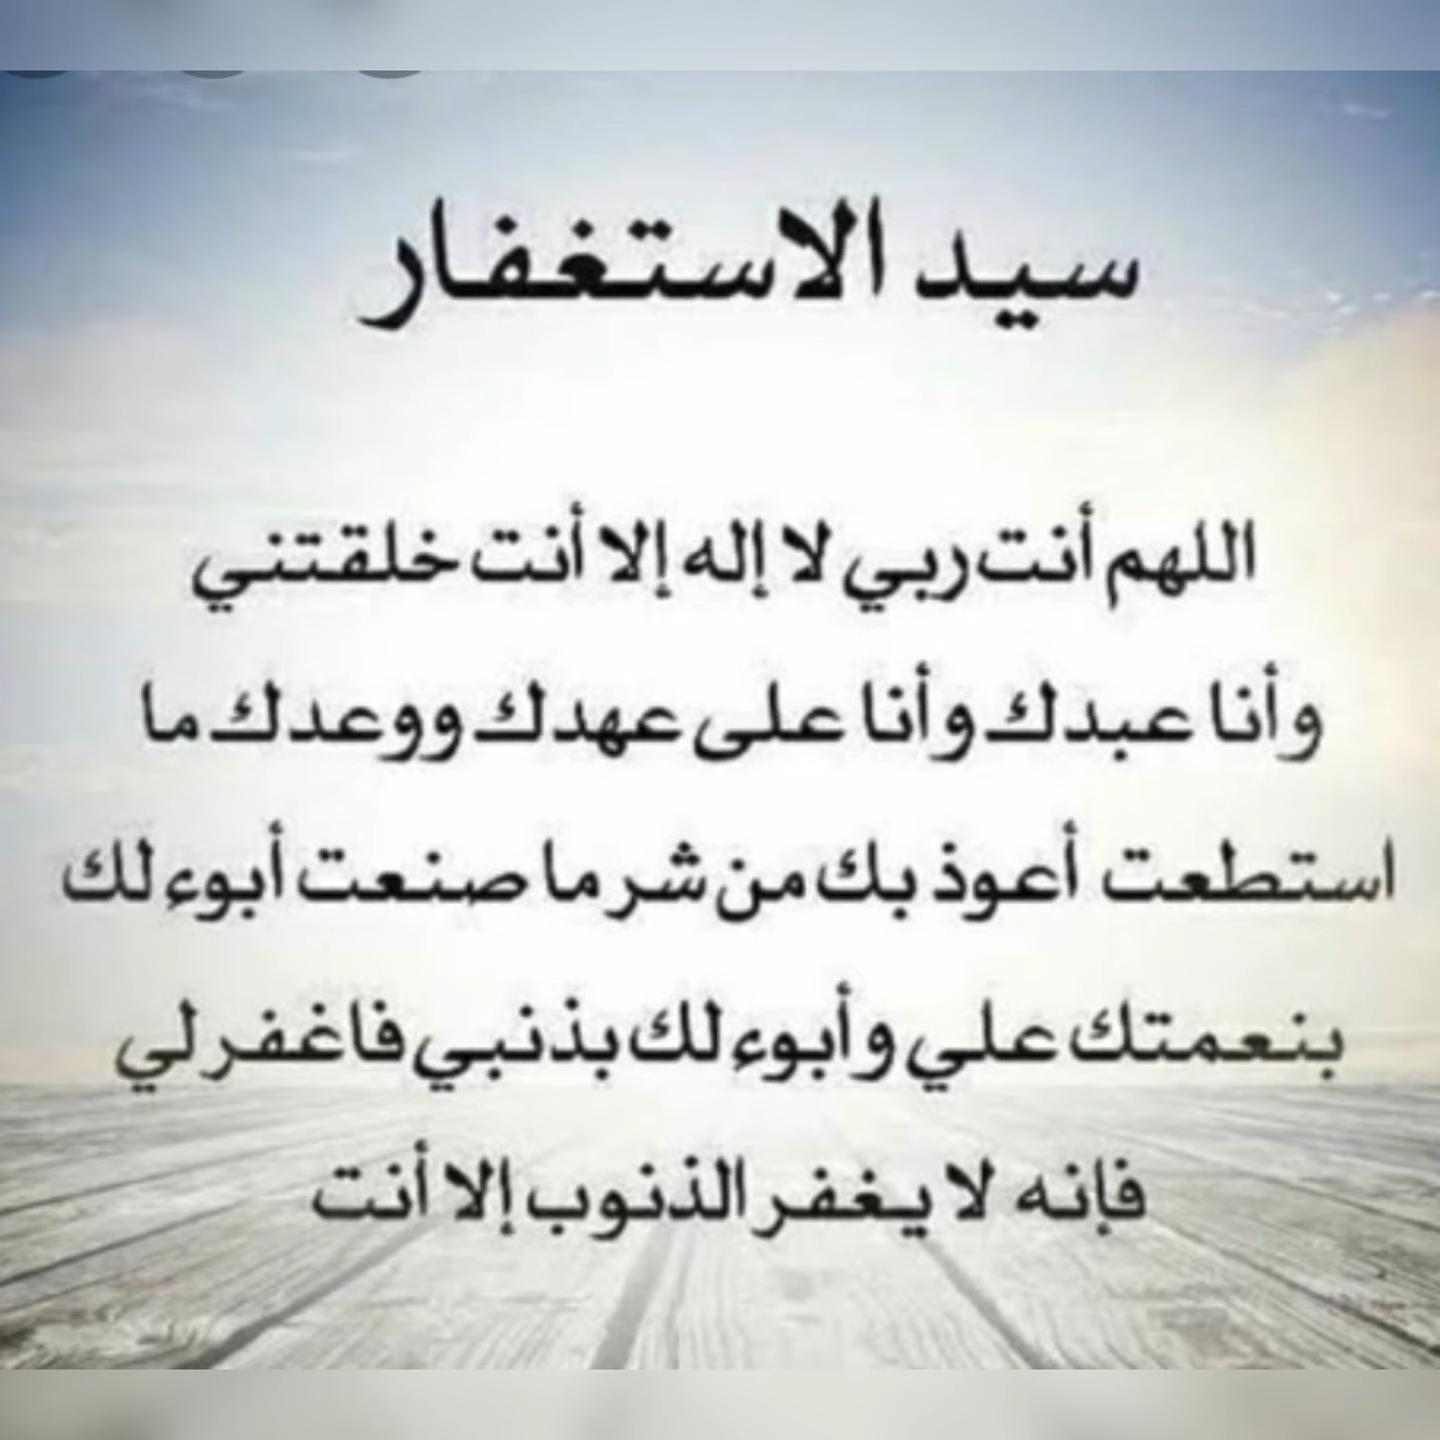 سيد الاستغفار
اللهم أنت ربي لا إله إلا أنت خلقتني
وأنا عبدك وأنا على عهدك ووعدك ما
استطعت أعوذ بك من شر ما صنعت أبوء لك
بنعمتك علي وأبوء لك بذنبي فاغفر لي
فإنه لا يغفر الذنوب إلا أنت